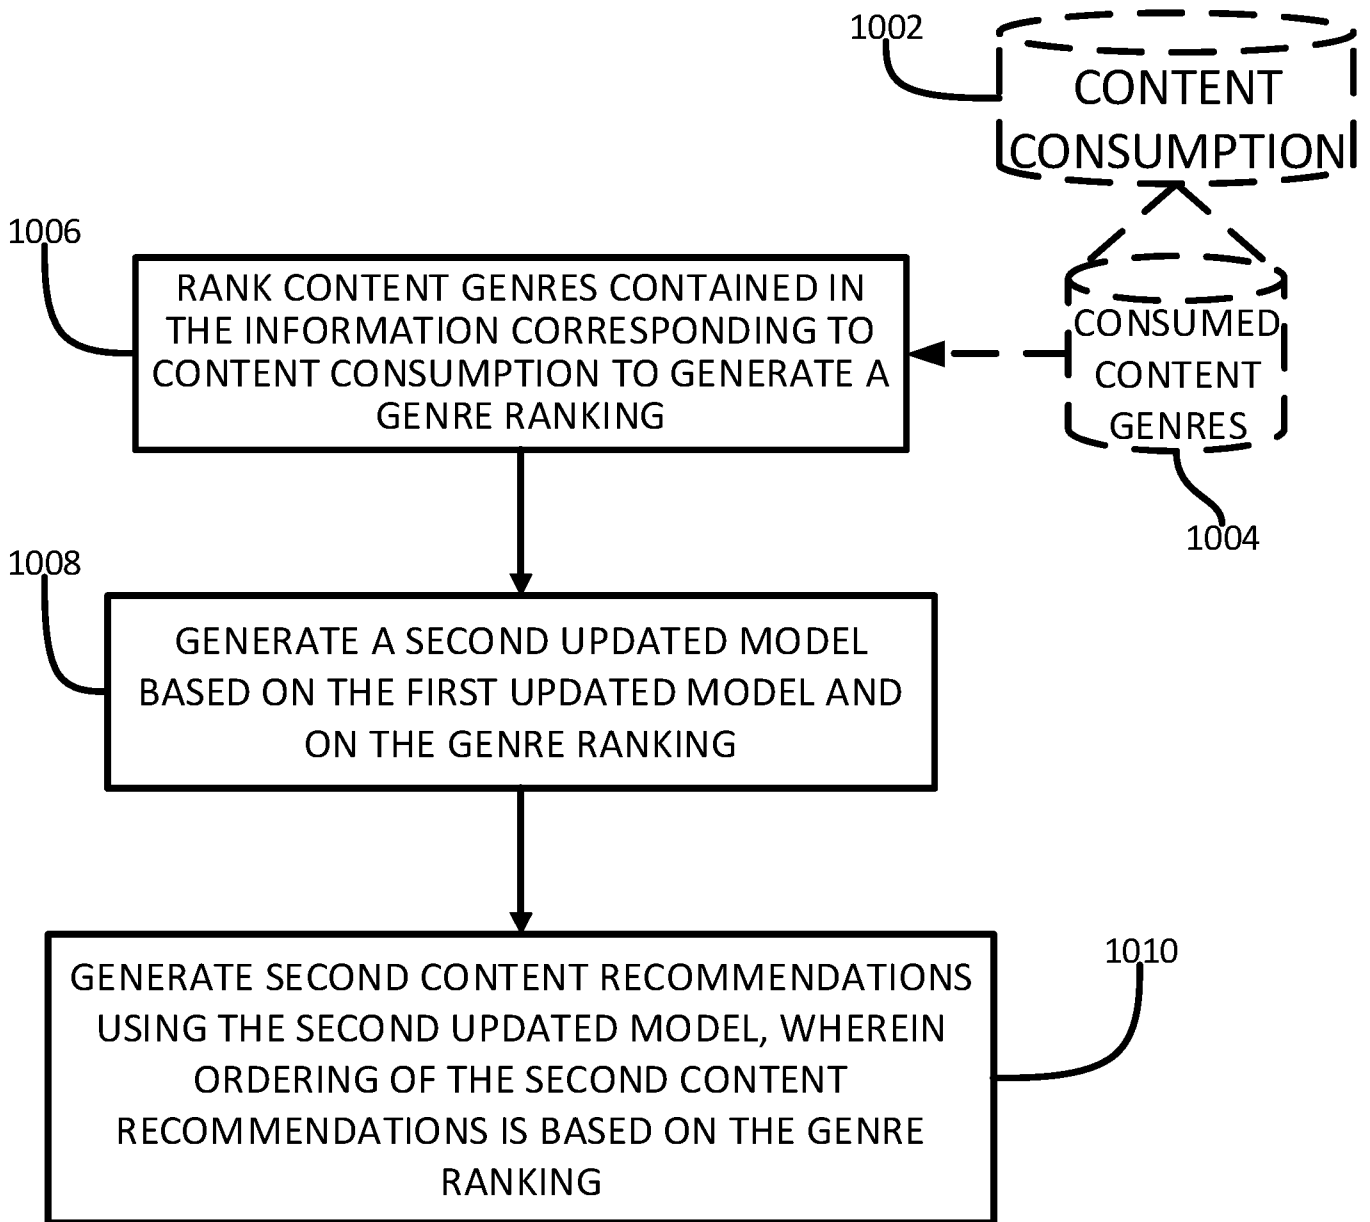 1002
CONTENT
CONSUMPTION
1006
RANK CONTENT GENRES CONTAINED IN
THE INFORMATION CORRESPONDING TO
CONTENT CONSUMPTION TO GENERATE A
GENRE RANKING
CONSUMED
CONTENT
GENRES
1004
1008
GENERATE A SECOND UPDATED MODEL
BASED ON THE FIRST UPDATED MODEL AND
ON THE GENRE RANKING
1010
GENERATE SECOND CONTENT RECOMMENDATIONS
USING THE SECOND UPDATED MODEL, WHEREIN
ORDERING OF THE SECOND CONTENT
RECOMMENDATIONS IS BASED ON THE GENRE
RANKING